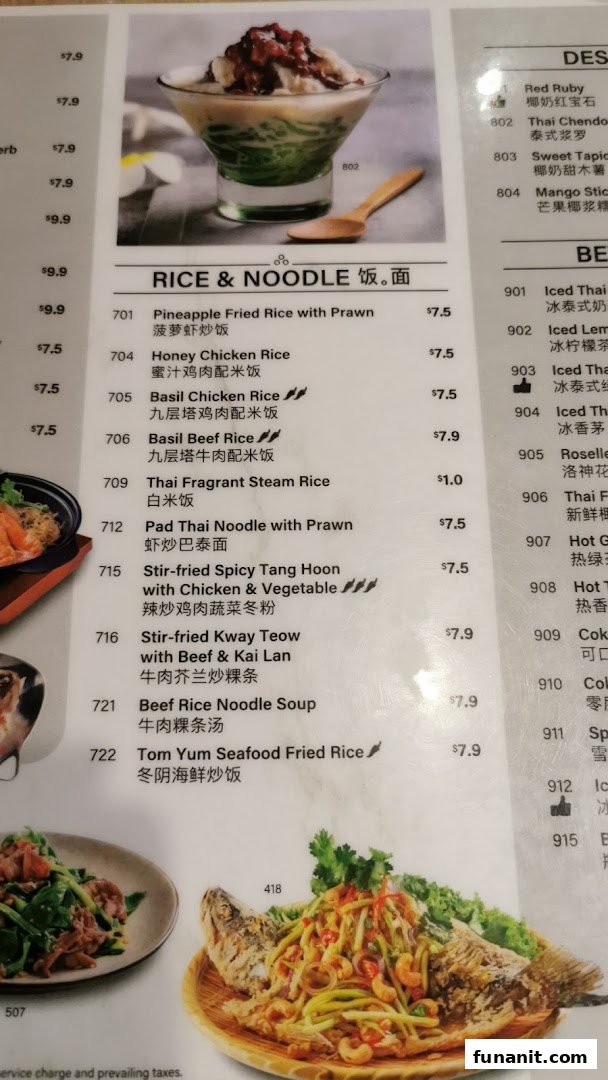 $7.9
$7.9
erb $7.9
$7.9
$9.9
$9.9
$9.9
$7.5
$7.5
$7.5
802
RICE & NOODLE 饭。面
701 Pineapple Fried Rice with Prawn $7.5
菠萝虾炒饭
704 Honey Chicken Rice $7.5
蜜汁鸡肉配米饭
705 Basil Chicken Rice $7.5
九层塔鸡肉配米饭
706 Basil Beef Rice $7.9
九层塔牛肉配米饭
709 Thai Fragrant Steam Rice $1.0
白米饭
712 Pad Thai Noodle with Prawn $7.5
虾炒巴泰面
715 Stir-fried Spicy Tang Hoon $7.5
with Chicken & Vegetable
辣炒鸡肉蔬菜冬粉
716 Stir-fried Kway Teow $7.9
with Beef & Kai Lan
牛肉芥兰炒粿条
721 Beef Rice Noodle Soup $7.9
牛肉粿条汤
722 Tom Yum Seafood Fried Rice $7.9
冬阴海鲜炒饭
418
507
ervice charge and prevailing taxes.
DES
1 Red Ruby
椰奶红宝石
802 Thai Chendo
泰式浆罗
803 Sweet Tapio
椰奶甜木薯
804 Mango Stic
芒果椰浆糯
BE
901 Iced Thai
冰泰式奶
902 Iced Lem
冰柠檬茶
903 Iced Tha
冰泰式绿
904 Iced Th
冰香茅
905 Roselle
洛神花
906 Thai F
新鲜椰
907 Hot G
热绿茶
908 Hot T
热香
909 Cok
可口
910 Col
零度
911 Sp
雪
912 Ic
冰
915 B
瓶
funanit.com